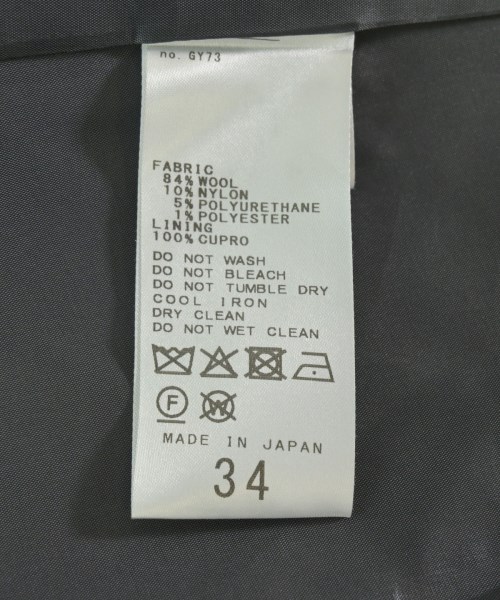 no. GY73
FABRIC
84% WOOL
10% NYLON
5% POLYURETHANE
1% POLYESTER
LINING
100% CUPRO
DO NOT WASH
DO NOT BLEACH
DO NOT TUMBLE DRY
COOL IRON
DRY CLEAN
DO NOT WET CLEAN
F W
MADE IN JAPAN
34